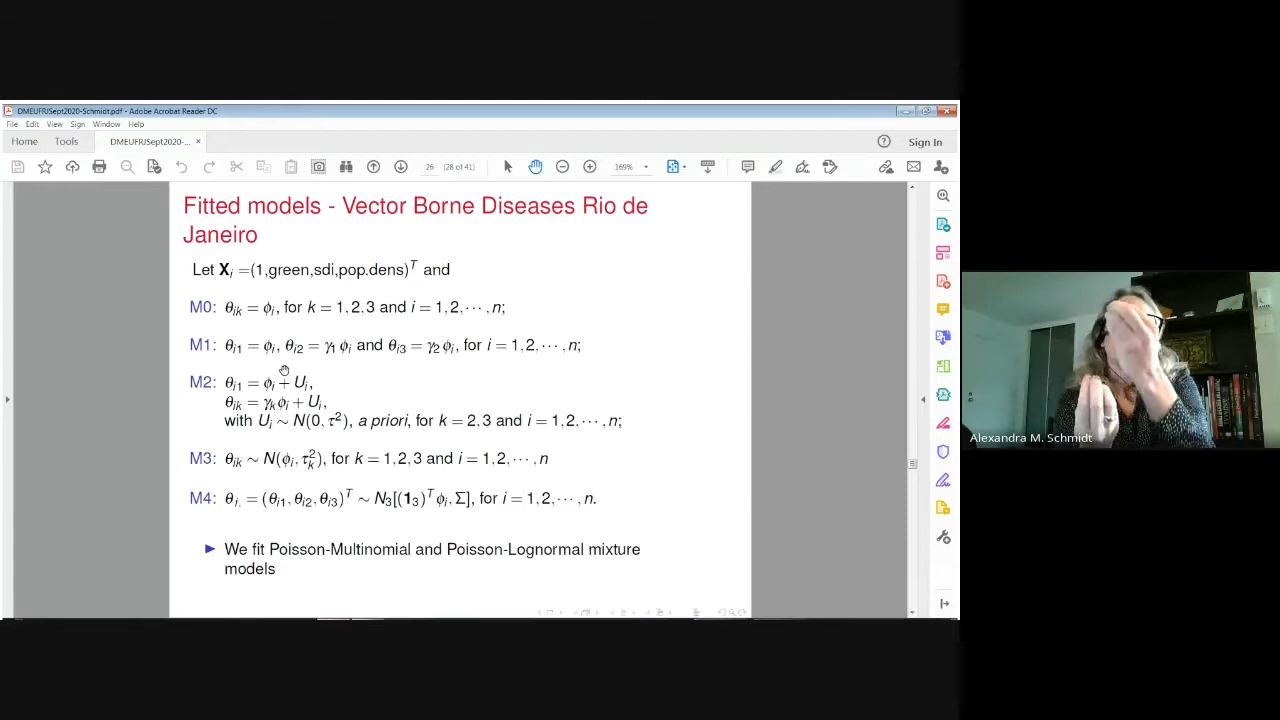 DMEUFRJSept2020-Schmidt.pdf - Adobe Acrobat Reader DC
File Edit View Sign Window Help
Home Tools DMEUFRJSept2020-... × Sign In
26 (28 of 41) 169%
Fitted models - Vector Borne Diseases Rio de
Janeiro
Let X_i =(1,green,sdi,pop.dens)^T and
M0: θ_ik = ϕ_i, for k = 1,2,3 and i = 1,2,⋯,n;
M1: θ_i1 = ϕ_i, θ_i2 = γ_1 ϕ_i and θ_i3 = γ_2 ϕ_i, for i = 1,2,⋯,n;
M2: θ_i1 = ϕ_i + U_i,
θ_ik = γ_k ϕ_i + U_i,
with U_i ∼ N(0,τ²), a priori, for k = 2,3 and i = 1,2,⋯,n;
M3: θ_ik ∼ N(ϕ_i,τ_k²), for k = 1,2,3 and i = 1,2,⋯,n
M4: θ_i. = (θ_i1,θ_i2,θ_i3)^T ∼ N_3[(1_3)^T ϕ_i,Σ], for i = 1,2,⋯,n.
► We fit Poisson-Multinomial and Poisson-Lognormal mixture
models
Alexandra M. Schmidt